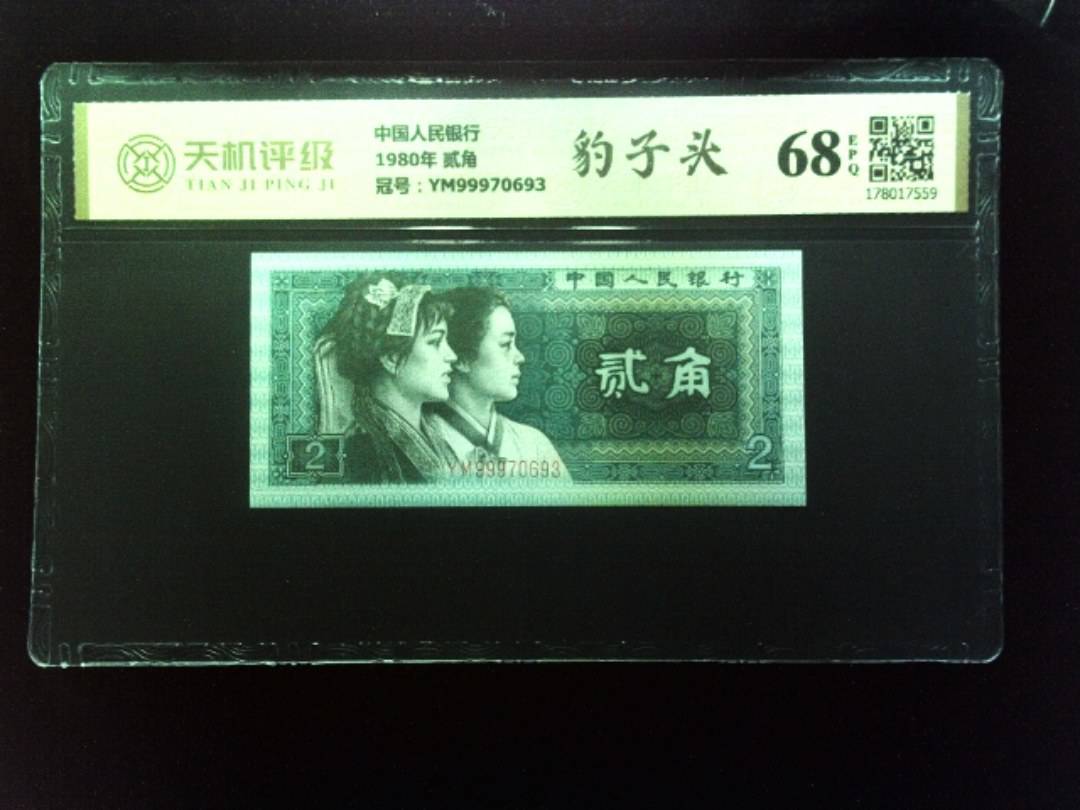 天机评级
TIAN JI PING JI
中国人民银行
1980年 贰角
冠号：YM99970693
豹子头
68
EPQ
178017559
中国人民银行
贰角
2
YM99970693
2